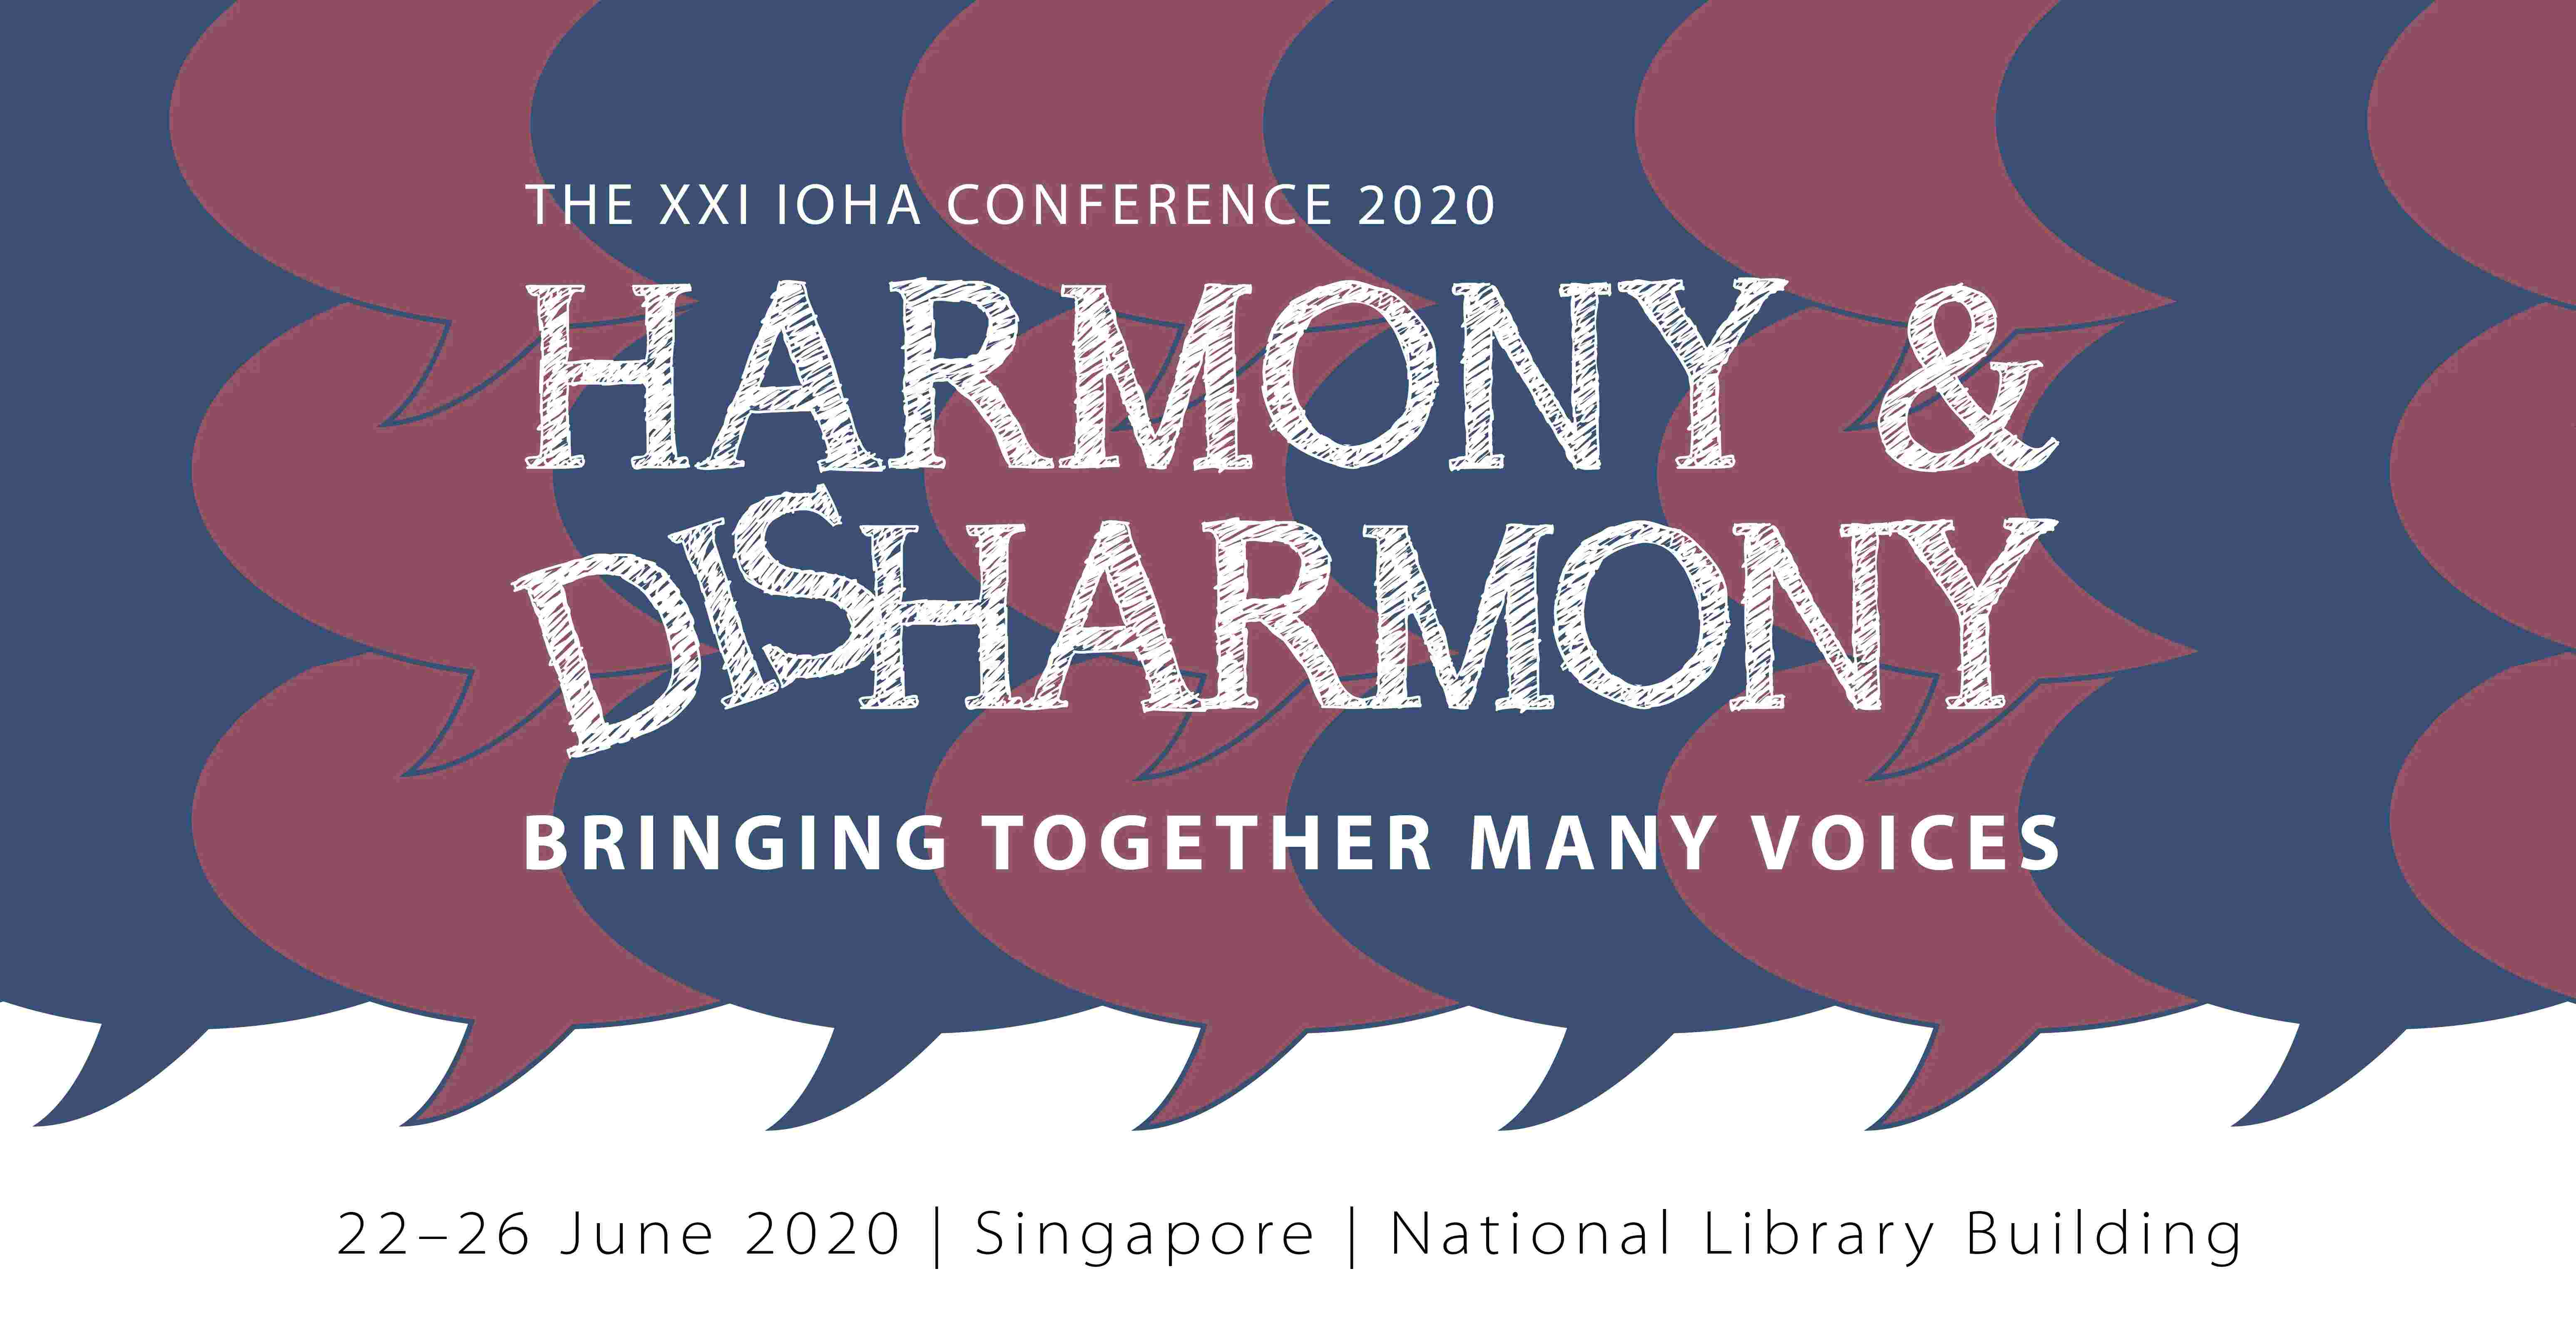 THE XXI IOHA CONFERENCE 2020
HARMONY &
DISHARMONY
BRINGING TOGETHER MANY VOICES
22–26 June 2020 | Singapore | National Library Building